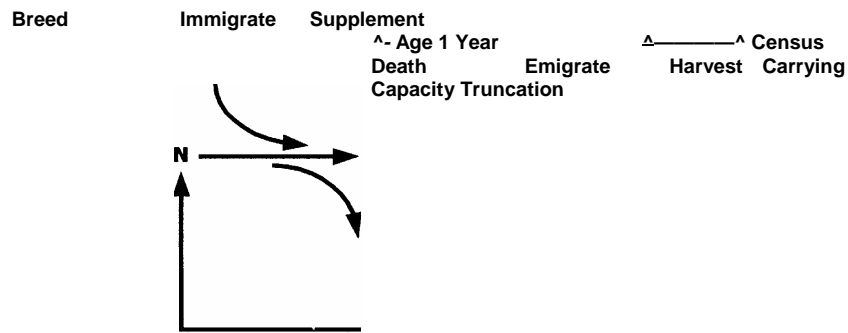 Breed Immigrate Supplement
^- Age 1 Year ^—————^ Census
Death Emigrate Harvest Carrying
Capacity Truncation
N